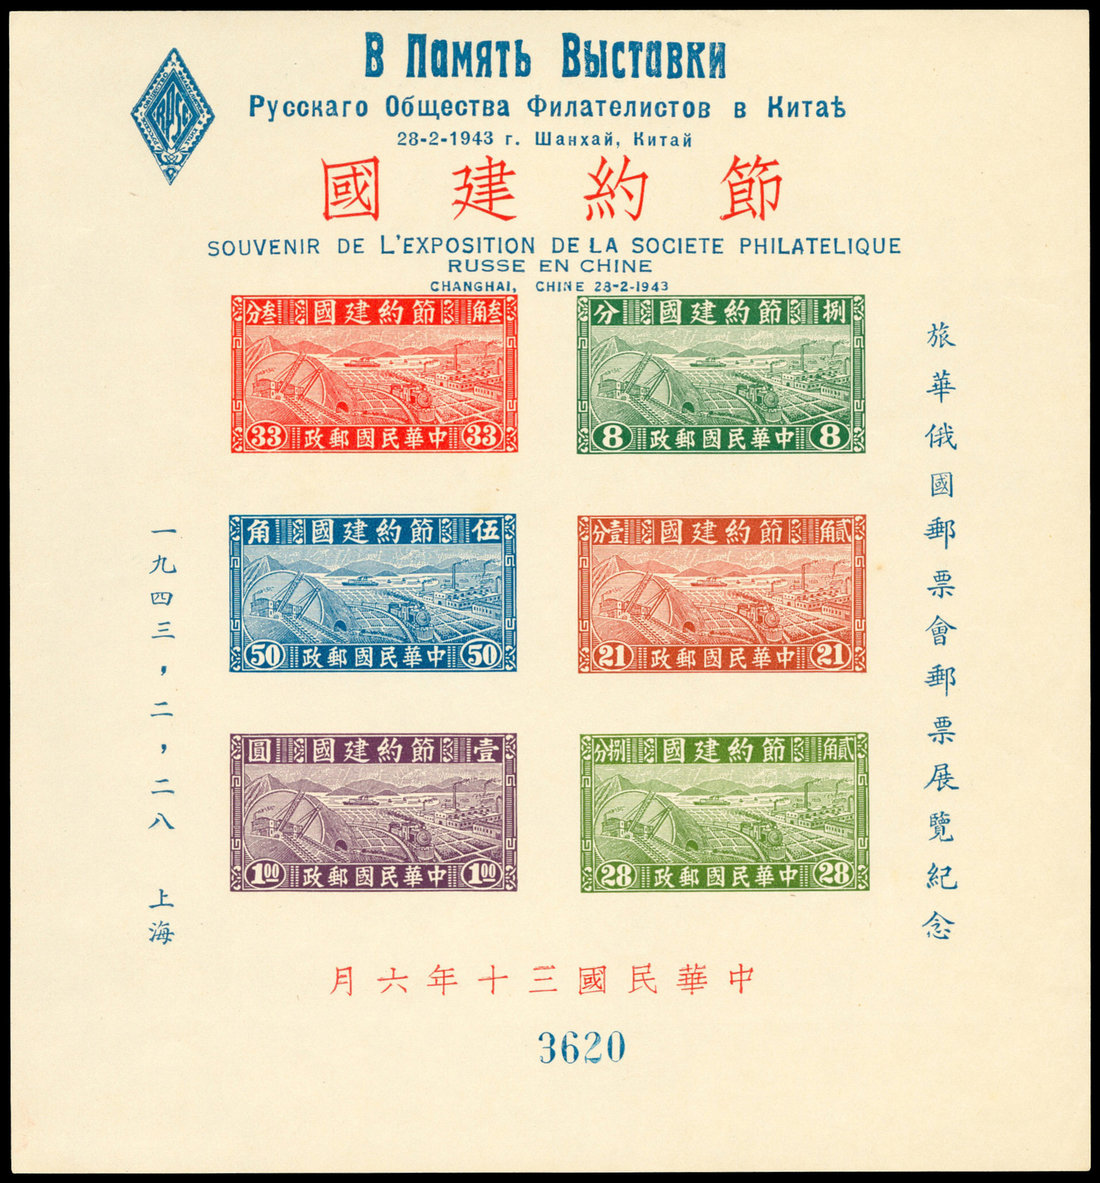 В Память Выставки
RPSC
Русскаго Общества Филателистов в Китаѣ
28-2-1943 г. Шанхай, Китай
節約建國
SOUVENIR DE L'EXPOSITION DE LA SOCIETE PHILATELIQUE
RUSSE EN CHINE
CHANGHAI, CHINE 28-2-1943
叁角 節約建國 叁分
33 中華民國郵政 33
捌 節約建國 分
8 中華民國郵政 8
伍 節約建國 角
50 中華民國郵政 50
貳角 節約建國 壹分
21 中華民國郵政 21
壹 節約建國 圓
1.00 中華民國郵政 1.00
貳角 節約建國 捌分
28 中華民國郵政 28
旅華俄國郵票會郵票展覽紀念
一九四三，二，二八 上海
中華民國三十年六月
3620